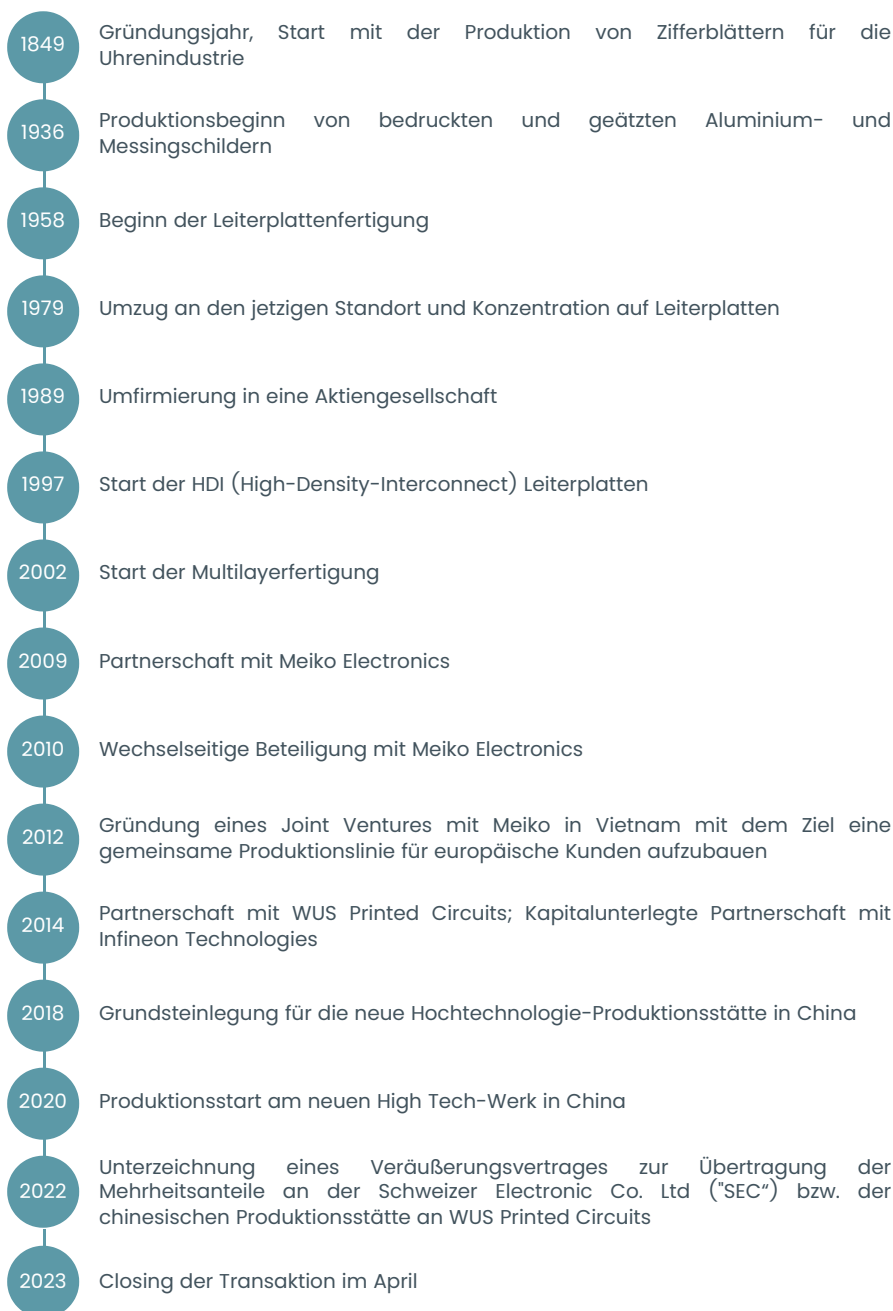 1849
Gründungsjahr, Start mit der Produktion von Zifferblättern für die
Uhrenindustrie
1936
Produktionsbeginn von bedruckten und geätzten Aluminium- und
Messingschildern
1958
Beginn der Leiterplattenfertigung
1979
Umzug an den jetzigen Standort und Konzentration auf Leiterplatten
1989
Umfirmierung in eine Aktiengesellschaft
1997
Start der HDI (High-Density-Interconnect) Leiterplatten
2002
Start der Multilayerfertigung
2009
Partnerschaft mit Meiko Electronics
2010
Wechselseitige Beteiligung mit Meiko Electronics
2012
Gründung eines Joint Ventures mit Meiko in Vietnam mit dem Ziel eine
gemeinsame Produktionslinie für europäische Kunden aufzubauen
2014
Partnerschaft mit WUS Printed Circuits; Kapitalunterlegte Partnerschaft mit
Infineon Technologies
2018
Grundsteinlegung für die neue Hochtechnologie-Produktionsstätte in China
2020
Produktionsstart am neuen High Tech-Werk in China
2022
Unterzeichnung eines Veräußerungsvertrages zur Übertragung der
Mehrheitsanteile an der Schweizer Electronic Co. Ltd ("SEC“) bzw. der
chinesischen Produktionsstätte an WUS Printed Circuits
2023
Closing der Transaktion im April